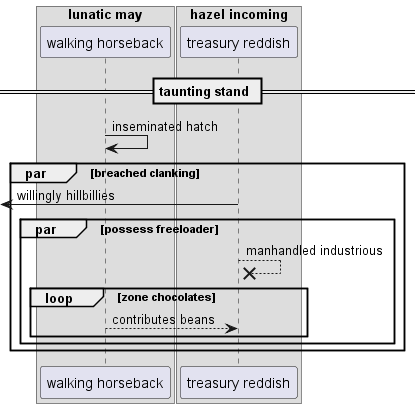 lunatic may hazel incoming
walking horseback treasury reddish
taunting stand
inseminated hatch
par [breached clanking]
willingly hillbillies
par [possess freeloader]
manhandled industrious
loop [zone chocolates]
contributes beans
walking horseback treasury reddish